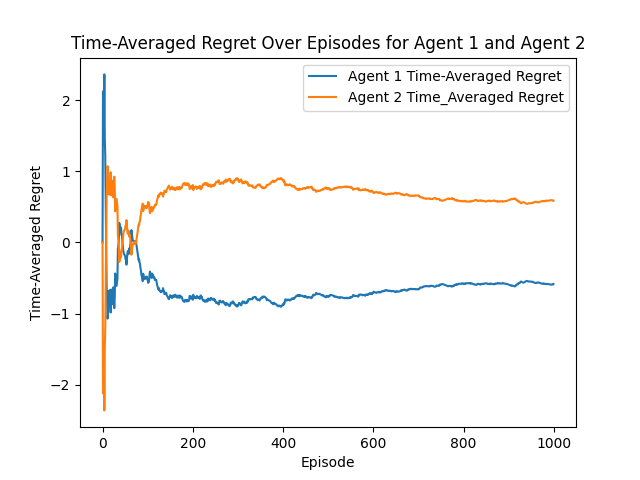 Time-Averaged Regret Over Episodes for Agent 1 and Agent 2
Agent 1 Time-Averaged Regret
Agent 2 Time_Averaged Regret
Time-Averaged Regret
2
1
0
−1
−2
0 200 400 600 800 1000
Episode